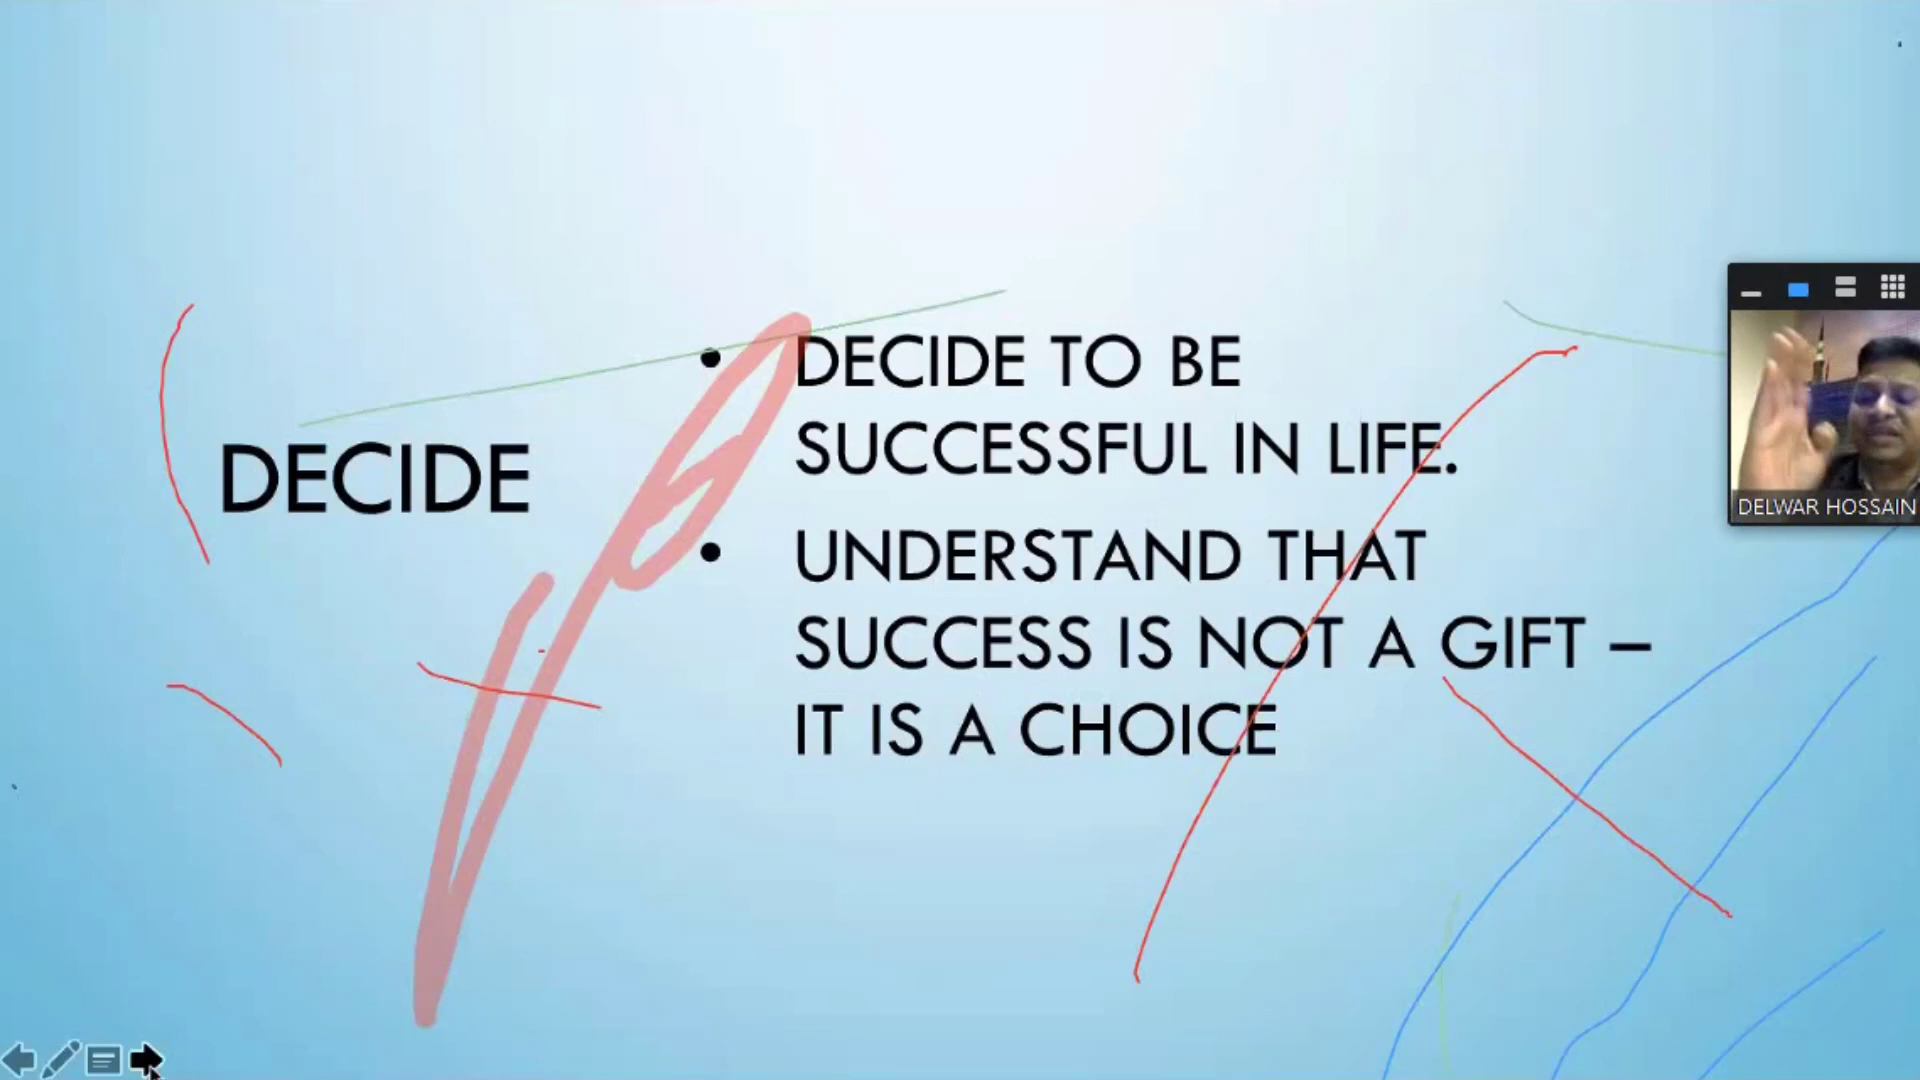 DECIDE
• DECIDE TO BE
SUCCESSFUL IN LIFE.
• UNDERSTAND THAT
SUCCESS IS NOT A GIFT –
IT IS A CHOICE
DELWAR HOSSAIN